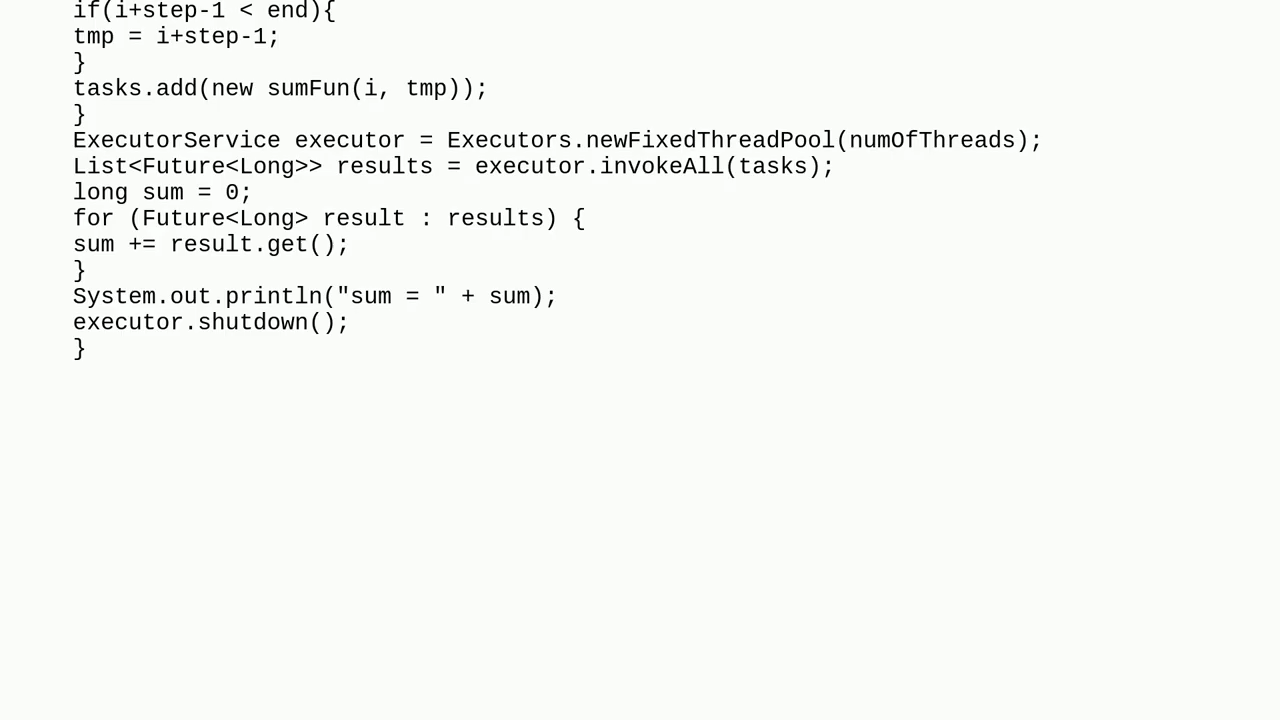 if(i+step-1 < end){
tmp = i+step-1;
}
tasks.add(new sumFun(i, tmp));
}
ExecutorService executor = Executors.newFixedThreadPool(numOfThreads);
List<Future<Long>> results = executor.invokeAll(tasks);
long sum = 0;
for (Future<Long> result : results) {
sum += result.get();
}
System.out.println("sum = " + sum);
executor.shutdown();
}